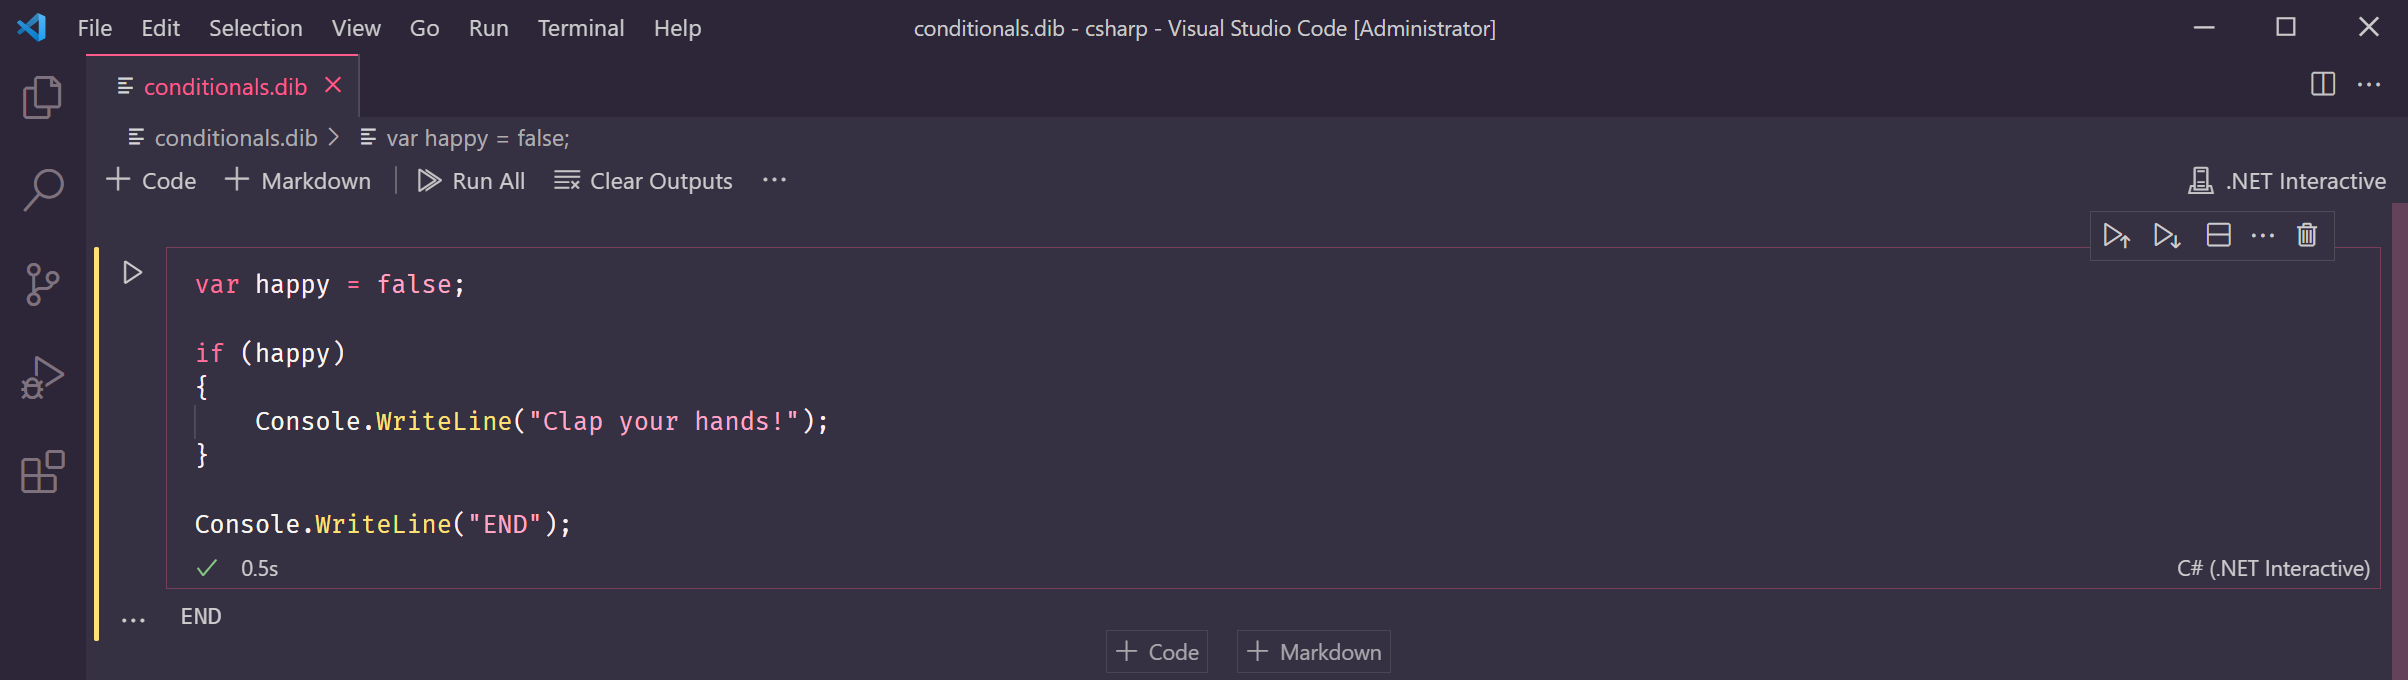 File Edit Selection View Go Run Terminal Help conditionals.dib - csharp - Visual Studio Code [Administrator]
conditionals.dib
conditionals.dib > var happy = false;
Code Markdown Run All Clear Outputs ... .NET Interactive
var happy = false;
if (happy)
{
    Console.WriteLine("Clap your hands!");
}
Console.WriteLine("END");
0.5s C# (.NET Interactive)
... END
+ Code + Markdown